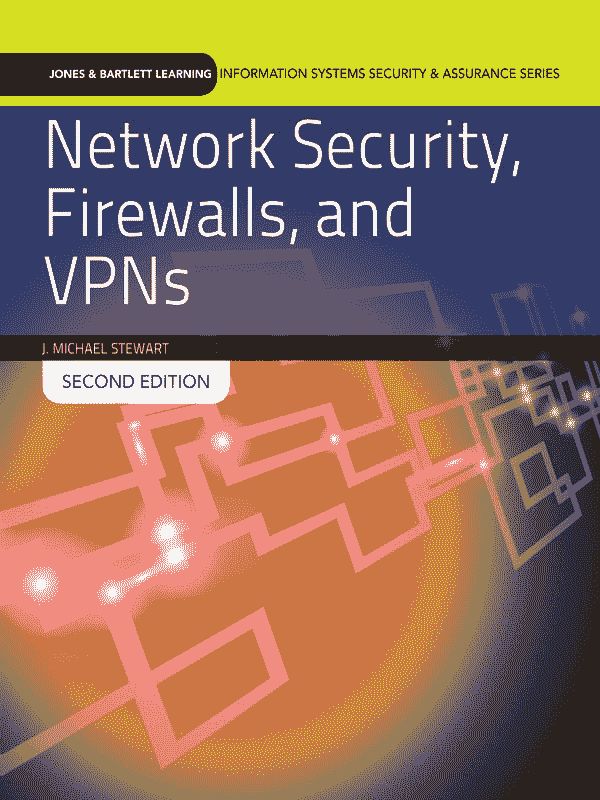 JONES & BARTLETT LEARNING INFORMATION SYSTEMS SECURITY & ASSURANCE SERIES
Network Security,
Firewalls, and
VPNs
J. MICHAEL STEWART
SECOND EDITION